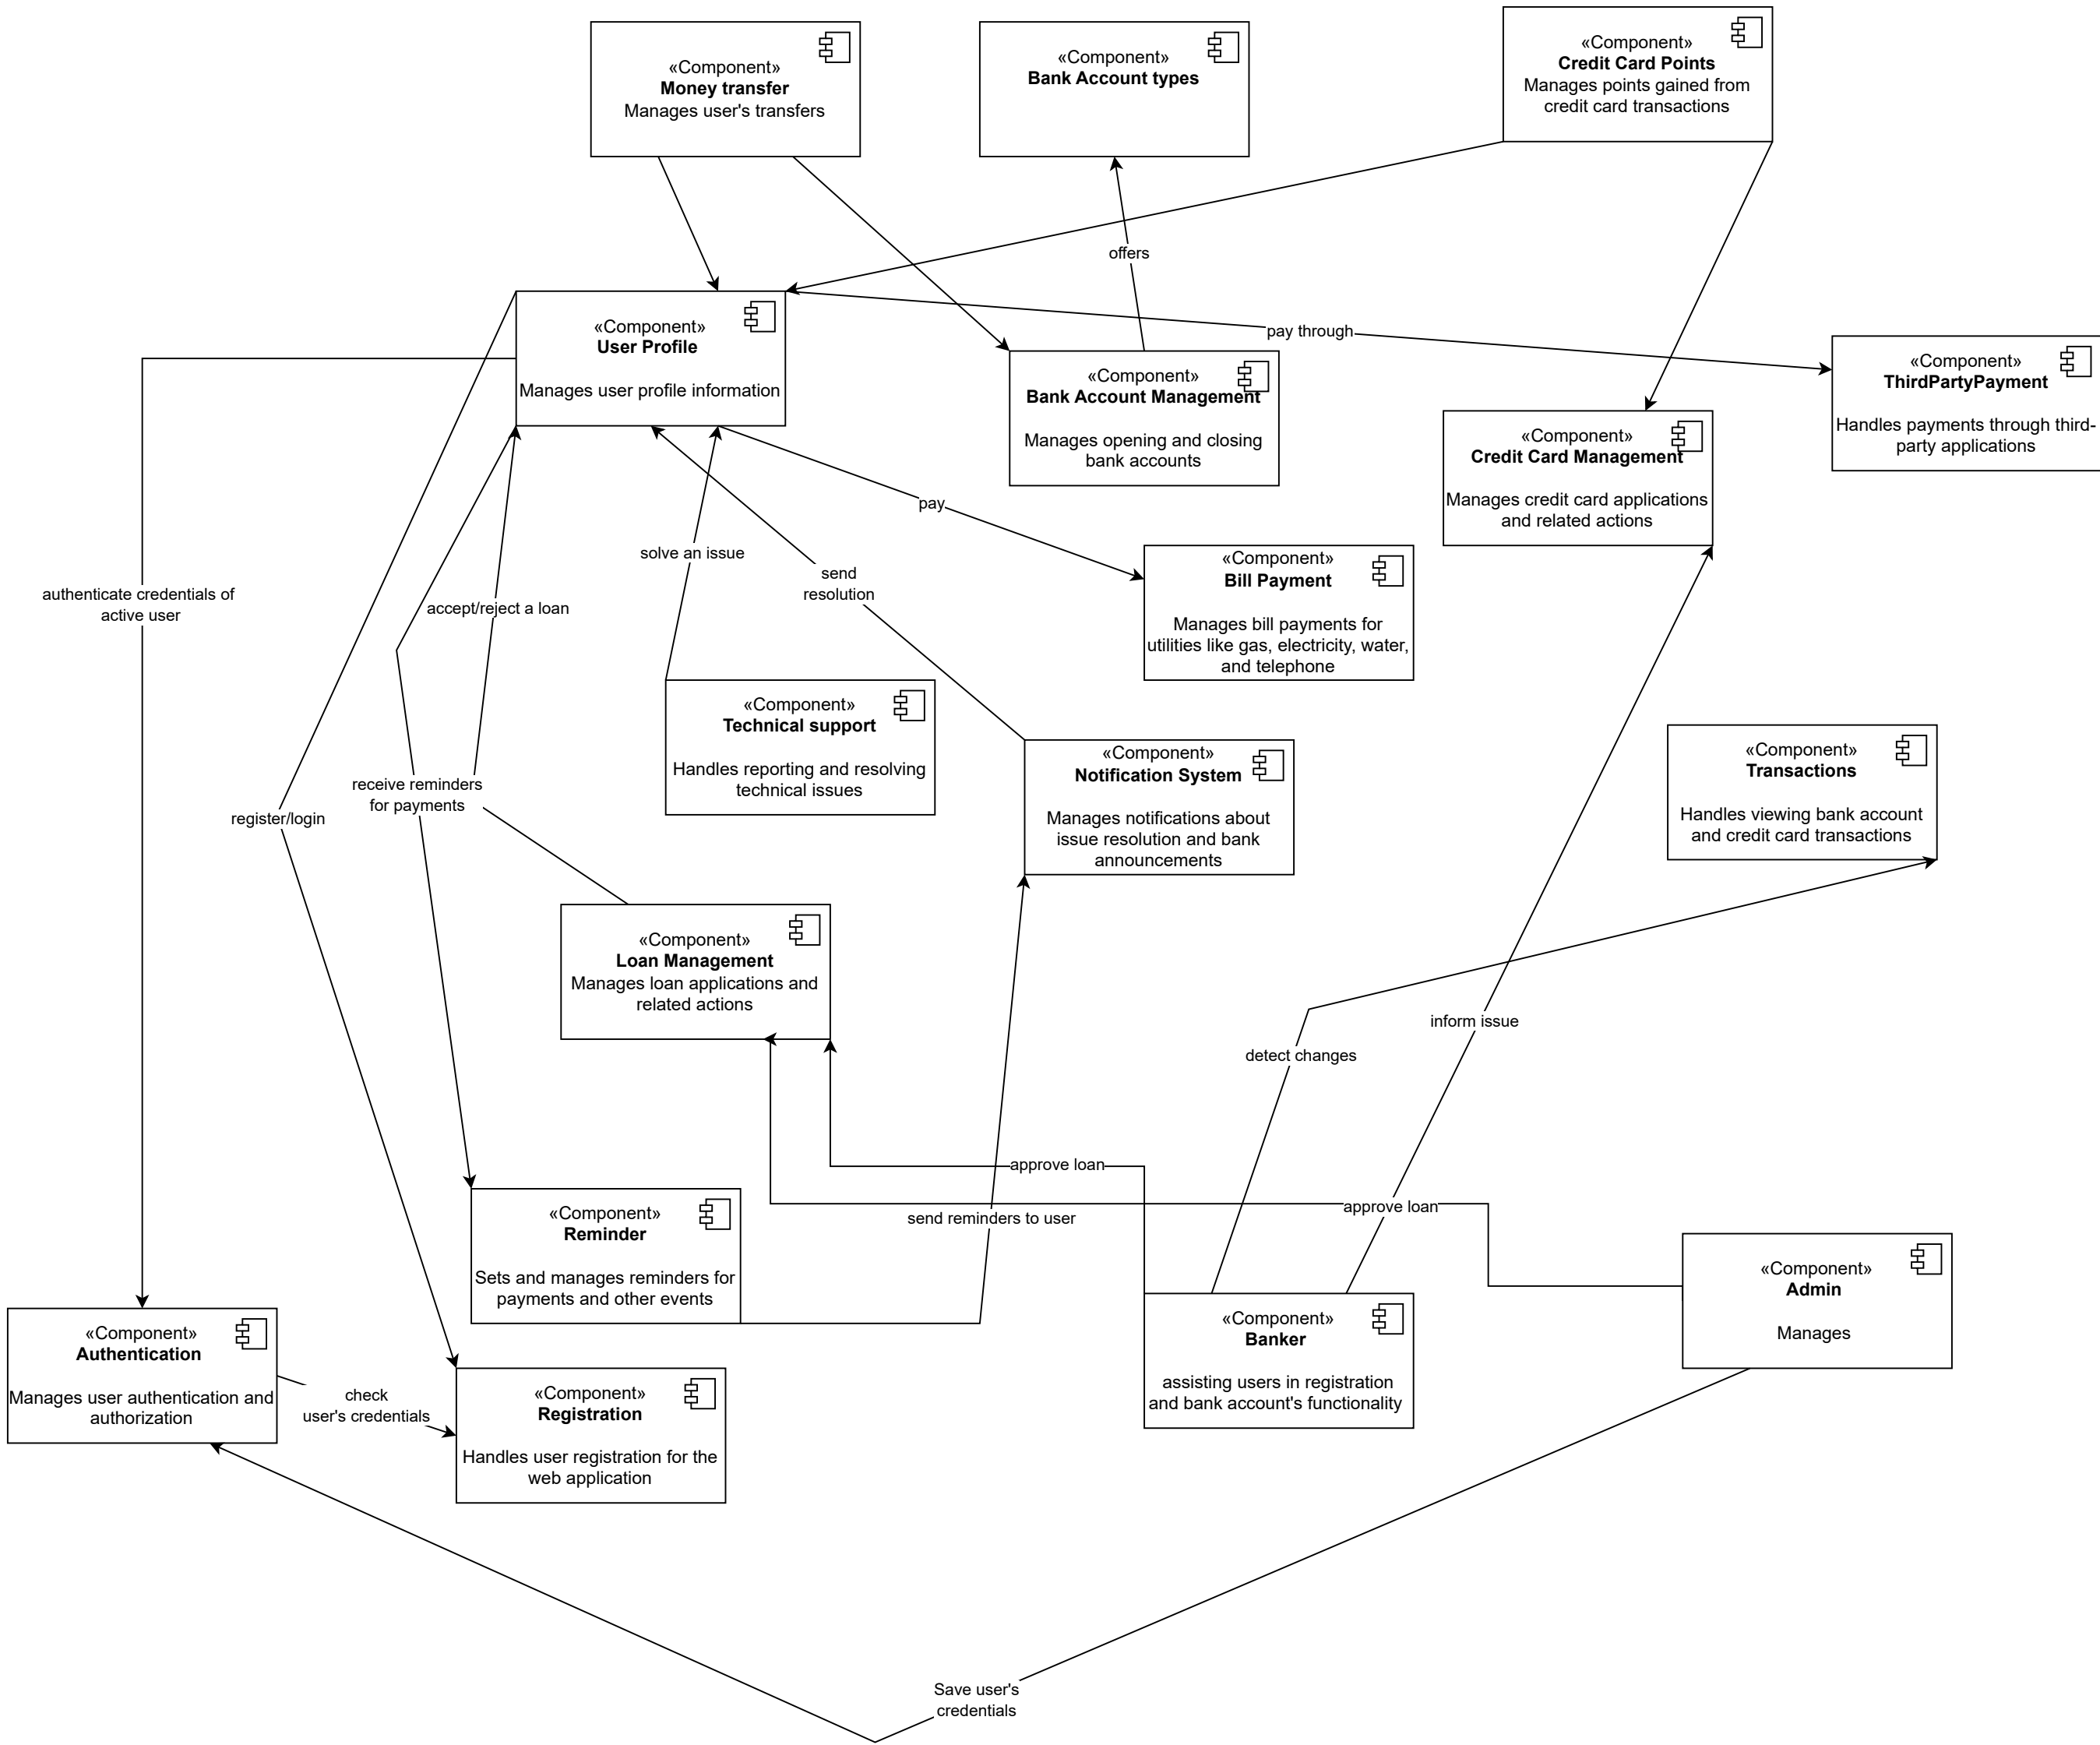 «Component»
Money transfer
Manages user's transfers
«Component»
Bank Account types
«Component»
Credit Card Points
Manages points gained from
credit card transactions
offers
«Component»
User Profile
Manages user profile information
pay through
«Component»
Bank Account Management
Manages opening and closing
bank accounts
«Component»
ThirdPartyPayment
Handles payments through third-
party applications
«Component»
Credit Card Management
Manages credit card applications
and related actions
pay
solve an issue
send
resolution
«Component»
Bill Payment
Manages bill payments for
utilities like gas, electricity, water,
and telephone
authenticate credentials of
active user
accept/reject a loan
«Component»
Technical support
Handles reporting and resolving
technical issues
«Component»
Notification System
Manages notifications about
issue resolution and bank
announcements
«Component»
Transactions
Handles viewing bank account
and credit card transactions
receive reminders
for payments
register/login
«Component»
Loan Management
Manages loan applications and
related actions
inform issue
detect changes
approve loan
approve loan
send reminders to user
«Component»
Reminder
Sets and manages reminders for
payments and other events
«Component»
Admin
Manages
«Component»
Authentication
Manages user authentication and
authorization
check
user's credentials
«Component»
Registration
Handles user registration for the
web application
«Component»
Banker
assisting users in registration
and bank account's functionality
Save user's
credentials